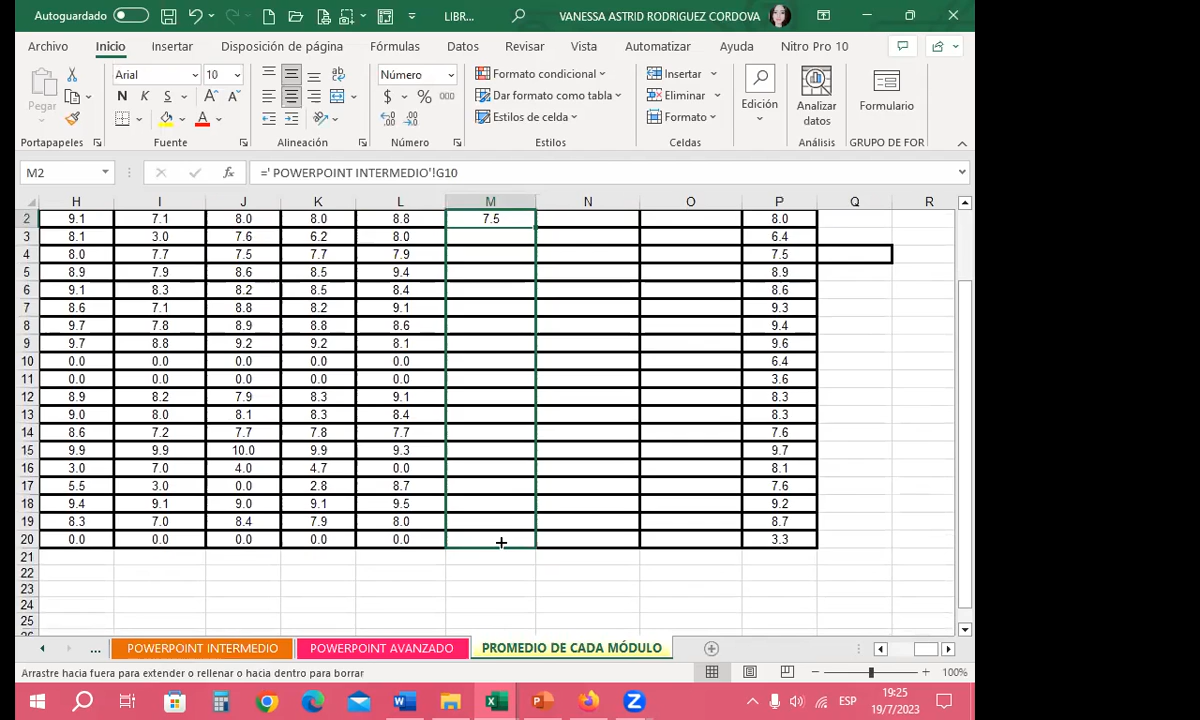 Autoguardado LIBR... VANESSA ASTRID RODRIGUEZ CORDOVA
Archivo Inicio Insertar Disposición de página Fórmulas Datos Revisar Vista Automatizar Ayuda Nitro Pro 10
Pegar
Arial 10
N K S
ab
Número
$ % 000
Formato condicional
Dar formato como tabla
Estilos de celda
Insertar
Eliminar
Formato
Edición
Analizar datos
Formulario
Portapapeles Fuente Alineación Número Estilos Celdas Análisis GRUPO DE FOR
M2 fx =' POWERPOINT INTERMEDIO'!G10
H I J K L M N O P Q R
2 9.1 7.1 8.0 8.0 8.8 7.5 8.0
3 8.1 3.0 7.6 6.2 8.0 6.4
4 8.0 7.7 7.5 7.7 7.9 7.5
5 8.9 7.9 8.6 8.5 9.4 8.9
6 9.1 8.3 8.2 8.5 8.4 8.6
7 8.6 7.1 8.8 8.2 9.1 9.3
8 9.7 7.8 8.9 8.8 8.6 9.4
9 9.7 8.8 9.2 9.2 8.1 9.6
10 0.0 0.0 0.0 0.0 0.0 6.4
11 0.0 0.0 0.0 0.0 0.0 3.6
12 8.9 8.2 7.9 8.3 9.1 8.3
13 9.0 8.0 8.1 8.3 8.4 8.3
14 8.6 7.2 7.7 7.8 7.7 7.6
15 9.9 9.9 10.0 9.9 9.3 9.7
16 3.0 7.0 4.0 4.7 0.0 8.1
17 5.5 3.0 0.0 2.8 8.7 7.6
18 9.4 9.1 9.0 9.1 9.5 9.2
19 8.3 7.0 8.4 7.9 8.0 8.7
20 0.0 0.0 0.0 0.0 0.0 3.3
21
22
23
24
25
... POWERPOINT INTERMEDIO POWERPOINT AVANZADO PROMEDIO DE CADA MÓDULO
Arrastre hacia fuera para extender o rellenar o hacia dentro para borrar 100%
ESP 19:25
19/7/2023